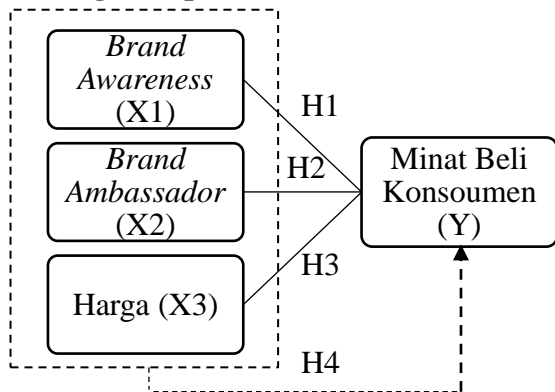 Brand
Awareness
(X1)
H1
Brand
Ambassador
(X2)
H2
Minat Beli
Konsoumen
(Y)
H3
Harga (X3)
H4